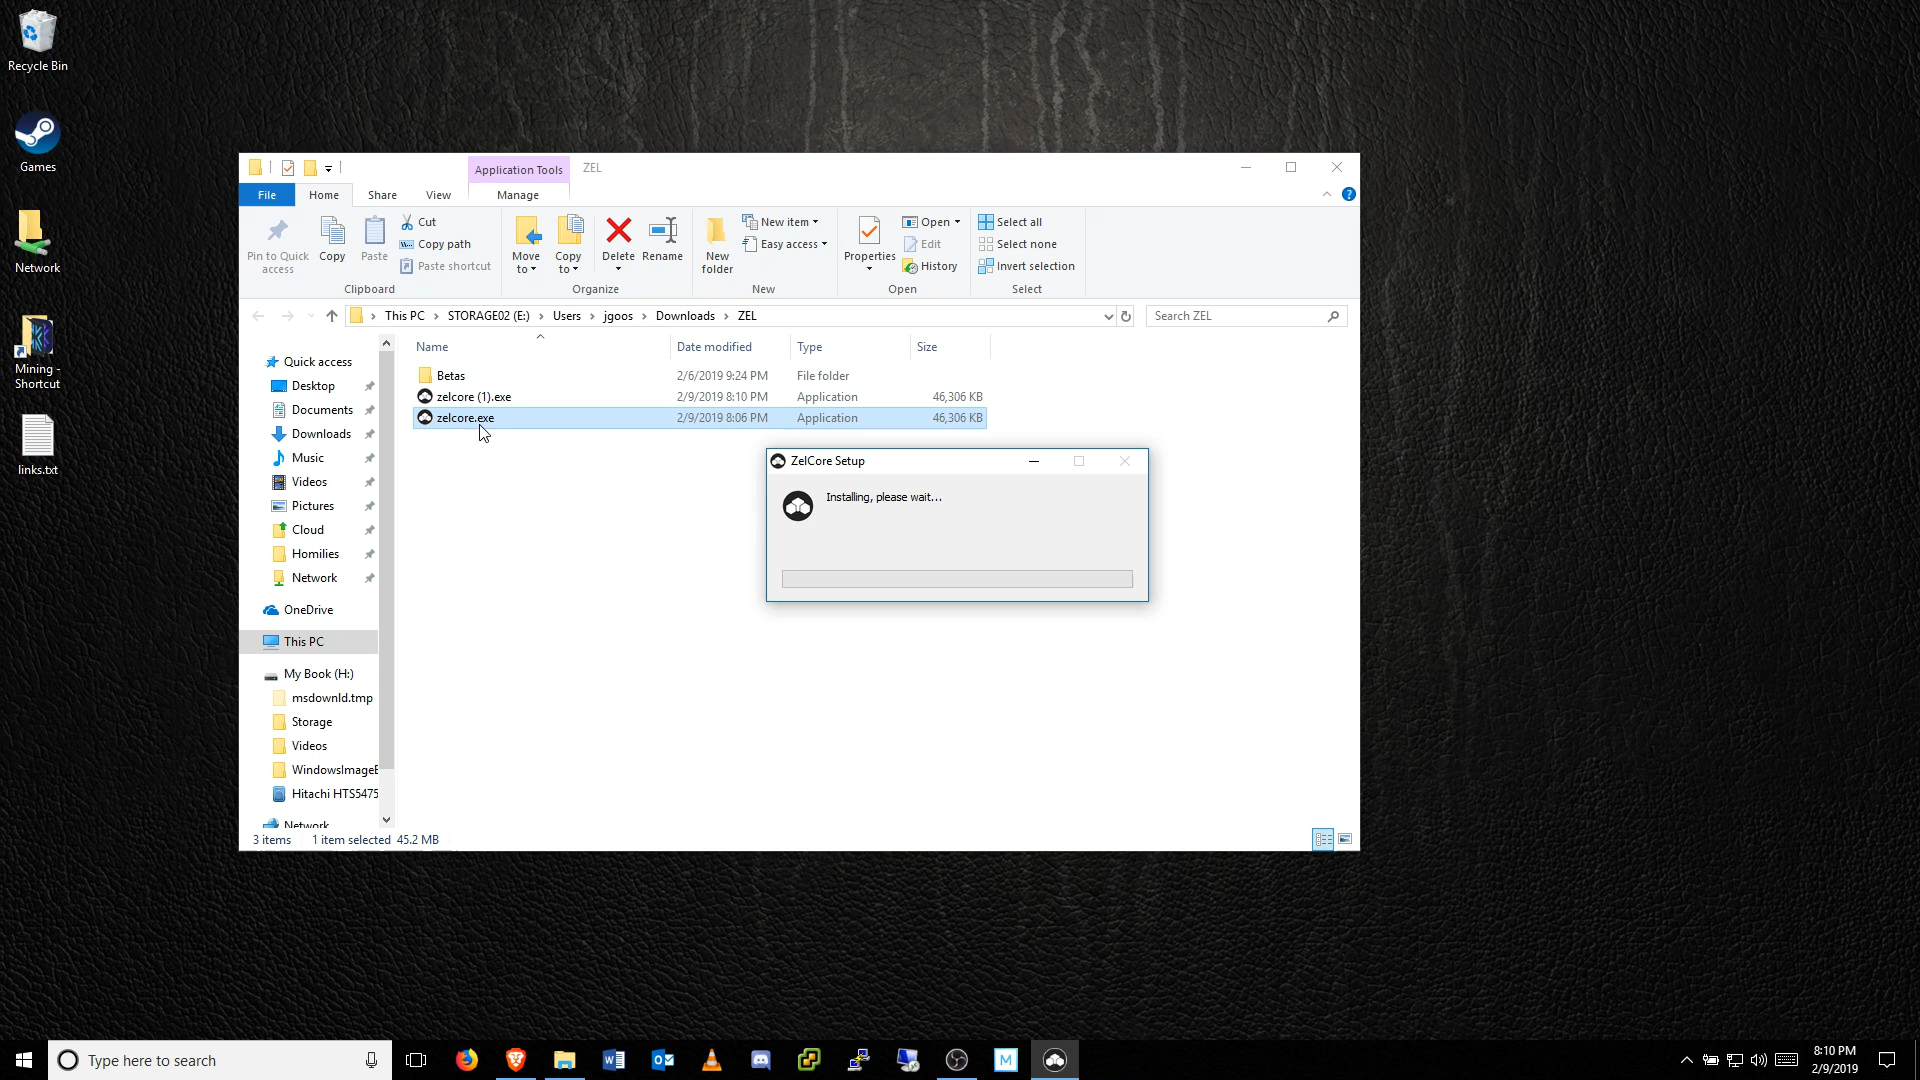 Recycle Bin
Games
Network
Mining -
Shortcut
links.txt
Application Tools
ZEL
File
Home
Share
View
Manage
Pin to Quick
access
Copy
Paste
Cut
Copy path
Paste shortcut
Clipboard
Move
to
Copy
to
Delete
Rename
Organize
New
folder
New item
Easy access
New
Properties
Open
Edit
History
Open
Select all
Select none
Invert selection
Select
This PC > STORAGE02 (E:) > Users > jgoos > Downloads > ZEL
Search ZEL
Name
Date modified
Type
Size
Betas 2/6/2019 9:24 PM File folder
zelcore (1).exe 2/9/2019 8:10 PM Application 46,306 KB
zelcore.exe 2/9/2019 8:06 PM Application 46,306 KB
Quick access
Desktop
Documents
Downloads
Music
Videos
Pictures
Cloud
Homilies
Network
OneDrive
This PC
My Book (H:)
msdownld.tmp
Storage
Videos
WindowsImageB
Hitachi HTS5475
Network
ZelCore Setup
Installing, please wait...
3 items 1 item selected 45.2 MB
Type here to search
M
8:10 PM
2/9/2019